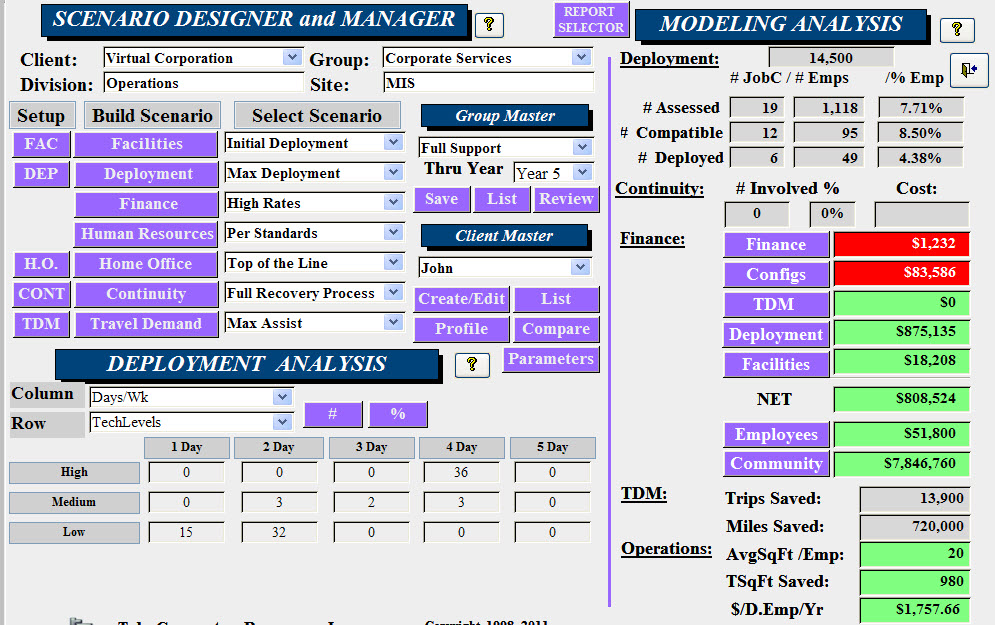 SCENARIO DESIGNER and MANAGER
?
REPORT SELECTOR
MODELING ANALYSIS
?
Client: Virtual Corporation Group: Corporate Services
Division: Operations Site: MIS
Setup Build Scenario Select Scenario
FAC Facilities Initial Deployment
DEP Deployment Max Deployment
Finance High Rates
Human Resources Per Standards
H.O. Home Office Top of the Line
CONT Continuity Full Recovery Process
TDM Travel Demand Max Assist
Group Master
Full Support
Thru Year Year 5
Save List Review
Client Master
John
Create/Edit List
Profile Compare
Parameters
DEPLOYMENT ANALYSIS
?
Column Days/Wk
Row TechLevels
# %
1 Day 2 Day 3 Day 4 Day 5 Day
High 0 0 0 36 0
Medium 0 3 2 3 0
Low 15 32 0 0 0
Deployment: 14,500
# JobC / # Emps /% Emp
# Assessed 19 1,118 7.71%
# Compatible 12 95 8.50%
# Deployed 6 49 4.38%
Continuity: # Involved % Cost:
0 0%
Finance:
Finance $1,232
Configs $83,586
TDM $0
Deployment $875,135
Facilities $18,208
NET $808,524
Employees $51,800
Community $7,846,760
TDM:
Trips Saved: 13,900
Miles Saved: 720,000
Operations:
AvgSqFt /Emp: 20
TSqFt Saved: 980
$/D.Emp/Yr $1,757.66
Copyright 1998-2011